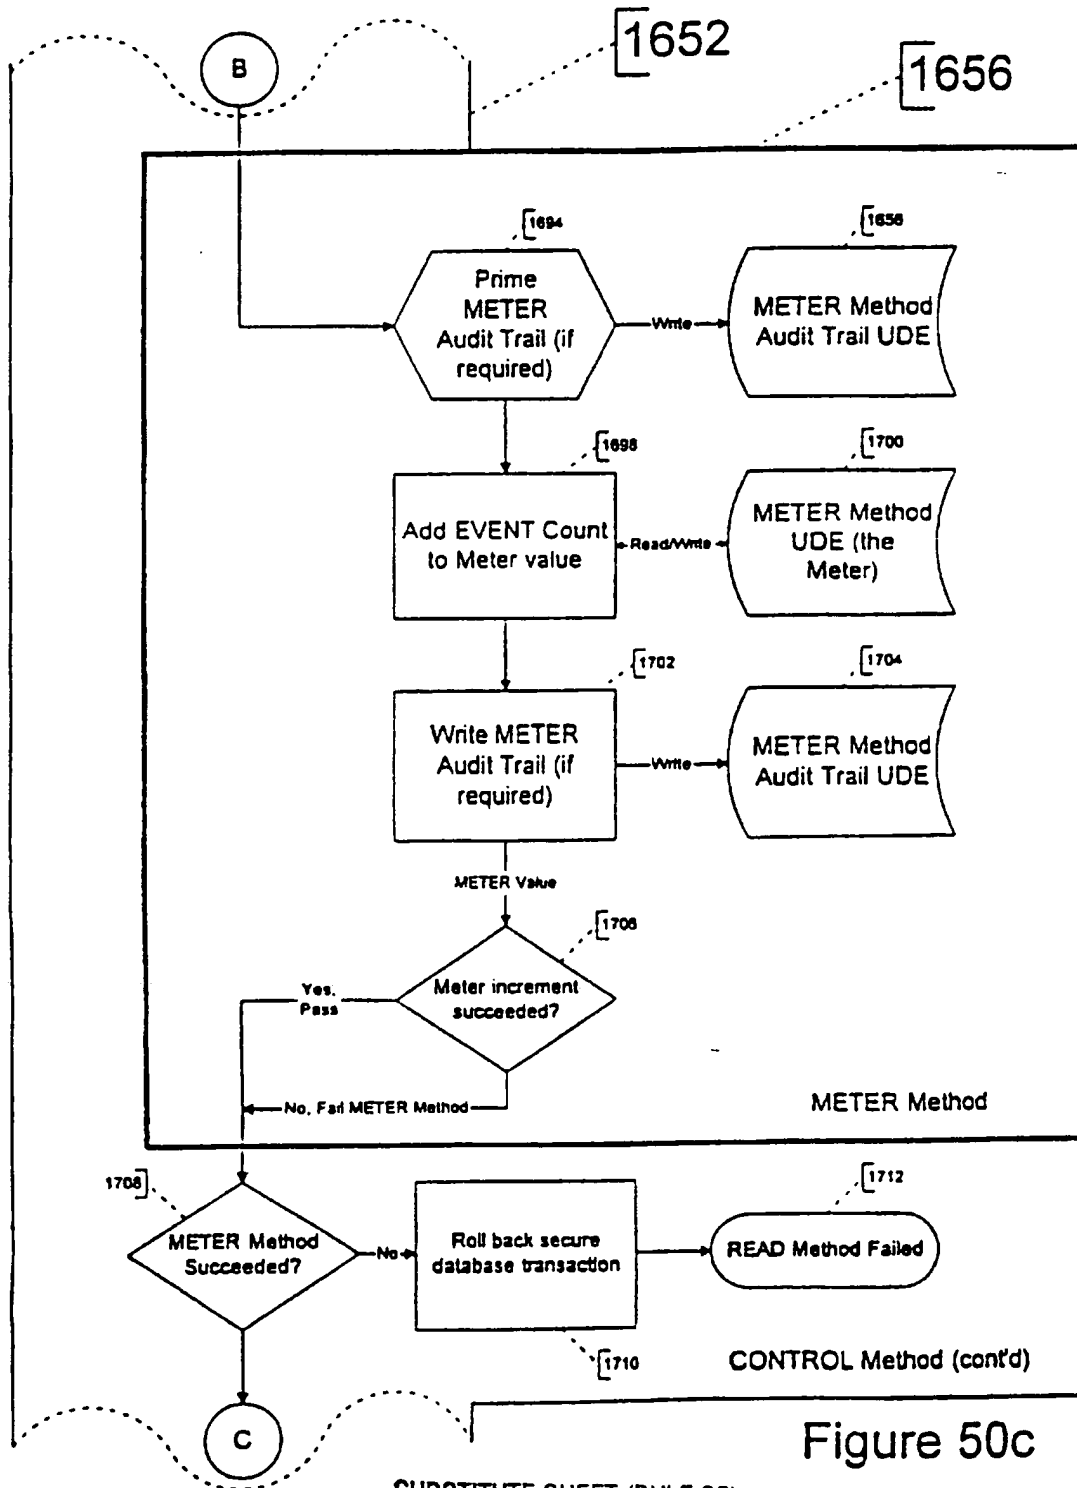 1652
B
1656
1694
1656
Prime
METER
Audit Trail (if
required)
Write
METER Method
Audit Trail UDE
1698
1700
Add EVENT Count
to Meter value
Read/Write
METER Method
UDE (the
Meter)
1702
1704
Write METER
Audit Trail (if
required)
Write
METER Method
Audit Trail UDE
METER Value
1706
Yes,
Pass
Meter increment
succeeded?
No, Fail METER Method
METER Method
1708
1712
METER Method
Succeeded?
No
Roll back secure
database transaction
READ Method Failed
1710
CONTROL Method (cont'd)
C
Figure 50c